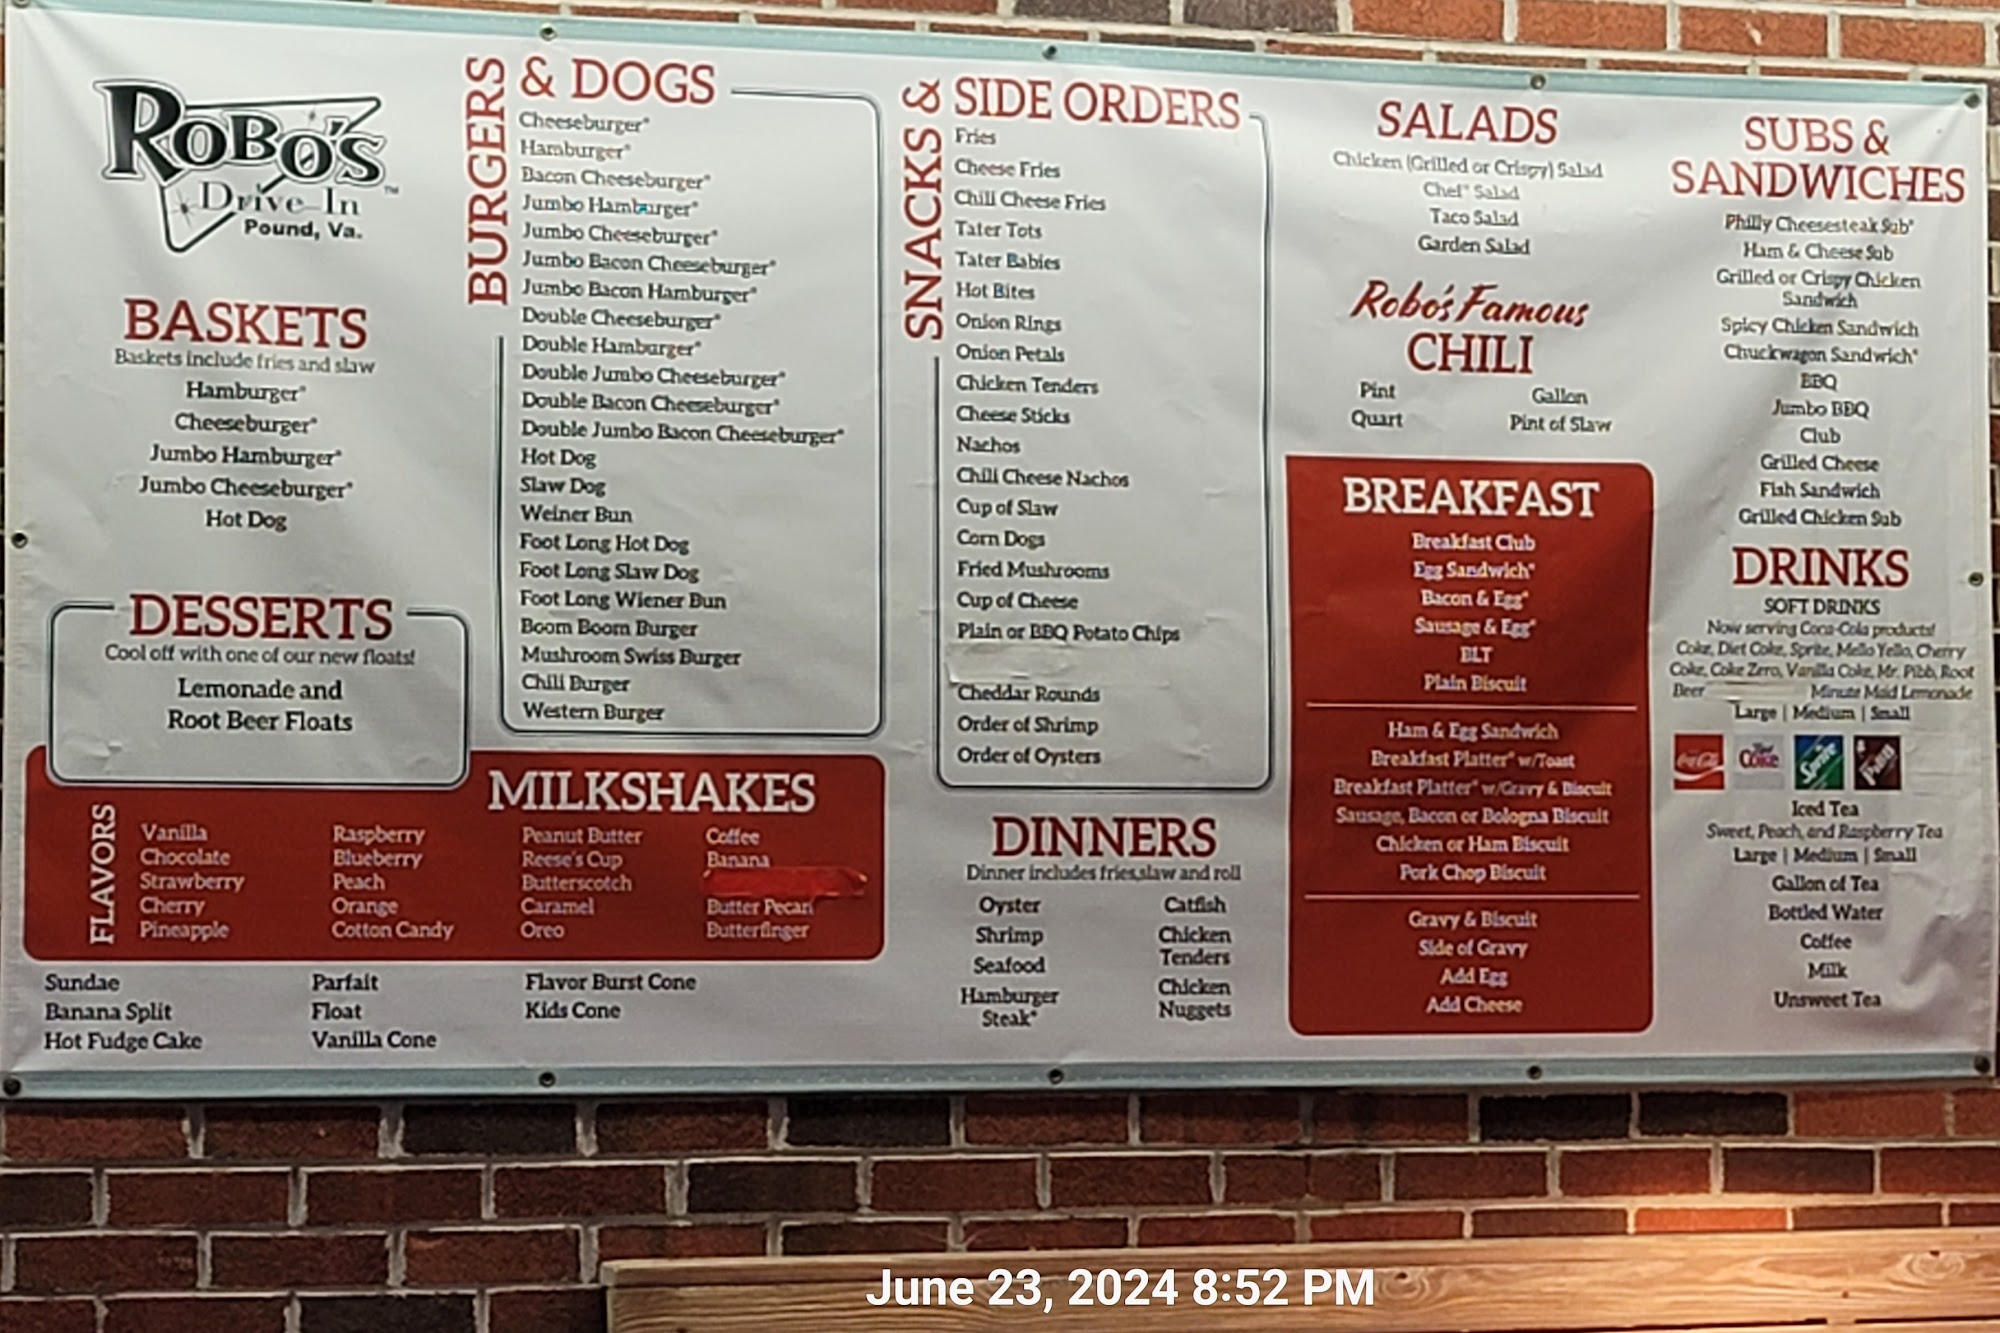 ROBO'S
Drive-In
Pound, Va.
™
BASKETS
Baskets include fries and slaw
Hamburger*
Cheeseburger*
Jumbo Hamburger*
Jumbo Cheeseburger*
Hot Dog
DESSERTS
Cool off with one of our new floats!
Lemonade and
Root Beer Floats
BURGERS & DOGS
Cheeseburger*
Hamburger*
Bacon Cheeseburger*
Jumbo Hamburger*
Jumbo Cheeseburger*
Jumbo Bacon Cheeseburger*
Jumbo Bacon Hamburger*
Double Cheeseburger*
Double Hamburger*
Double Jumbo Cheeseburger*
Double Bacon Cheeseburger*
Double Jumbo Bacon Cheeseburger*
Hot Dog
Slaw Dog
Weiner Bun
Foot Long Hot Dog
Foot Long Slaw Dog
Foot Long Wiener Bun
Boom Boom Burger
Mushroom Swiss Burger
Chili Burger
Western Burger
MILKSHAKES
FLAVORS
Vanilla
Chocolate
Strawberry
Cherry
Pineapple
Raspberry
Blueberry
Peach
Orange
Cotton Candy
Peanut Butter
Reese's Cup
Butterscotch
Caramel
Oreo
Coffee
Banana
Butter Pecan
Butterfinger
Sundae
Banana Split
Hot Fudge Cake
Parfait
Float
Vanilla Cone
Flavor Burst Cone
Kids Cone
SNACKS & SIDE ORDERS
Fries
Cheese Fries
Chili Cheese Fries
Tater Tots
Tater Babies
Hot Bites
Onion Rings
Onion Petals
Chicken Tenders
Cheese Sticks
Nachos
Chili Cheese Nachos
Cup of Slaw
Corn Dogs
Fried Mushrooms
Cup of Cheese
Plain or BBQ Potato Chips
Cheddar Rounds
Order of Shrimp
Order of Oysters
DINNERS
Dinner includes fries,slaw and roll
Oyster
Shrimp
Seafood
Hamburger
Steak*
Catfish
Chicken
Tenders
Chicken
Nuggets
SALADS
Chicken (Grilled or Crispy) Salad
Chef* Salad
Taco Salad
Garden Salad
Robo's Famous
CHILI
Pint
Quart
Gallon
Pint of Slaw
BREAKFAST
Breakfast Club
Egg Sandwich*
Bacon & Egg*
Sausage & Egg*
BLT
Plain Biscuit
Ham & Egg Sandwich
Breakfast Platter* w/Toast
Breakfast Platter* w/Gravy & Biscuit
Sausage, Bacon or Bologna Biscuit
Chicken or Ham Biscuit
Pork Chop Biscuit
Gravy & Biscuit
Side of Gravy
Add Egg
Add Cheese
SUBS &
SANDWICHES
Philly Cheesesteak Sub*
Ham & Cheese Sub
Grilled or Crispy Chicken
Sandwich
Spicy Chicken Sandwich
Chuckwagon Sandwich*
BBQ
Jumbo BBQ
Club
Grilled Cheese
Fish Sandwich
Grilled Chicken Sub
DRINKS
SOFT DRINKS
Now serving Coca-Cola products!
Coke, Diet Coke, Sprite, Mello Yello, Cherry
Coke, Coke Zero, Vanilla Coke, Mr. Pibb, Root
Beer Minute Maid Lemonade
Large | Medium | Small
Coca-Cola
Diet Coke
Sprite
Iced Tea
Sweet, Peach, and Raspberry Tea
Large | Medium | Small
Gallon of Tea
Bottled Water
Coffee
Milk
Unsweet Tea
June 23, 2024 8:52 PM